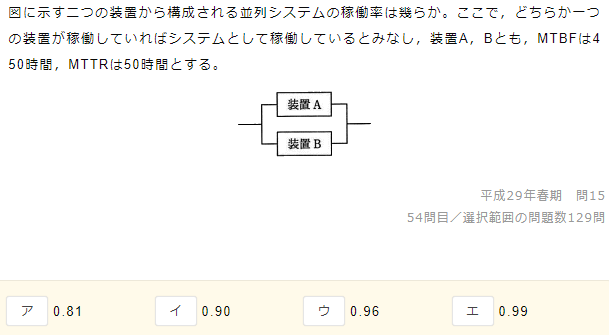 図に示す二つの装置から構成される並列システムの稼働率は幾らか。ここで，どちらか一つ
の装置が稼働していればシステムとして稼働しているとみなし，装置A，Bとも，MTBFは4
50時間，MTTRは50時間とする。
装置 A
装置 B
平成29年春期　問15
54問目／選択範囲の問題数129問
ア 0.81 イ 0.90 ウ 0.96 エ 0.99